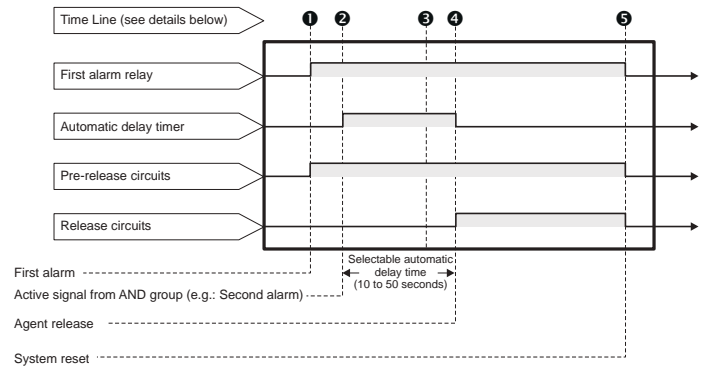 Time Line (see details below)
❶ ❷ ❸ ❹ ❺
First alarm relay
Automatic delay timer
Pre-release circuits
Release circuits
Selectable automatic
delay time
(10 to 50 seconds)
First alarm
Active signal from AND group (e.g.: Second alarm)
Agent release
System reset